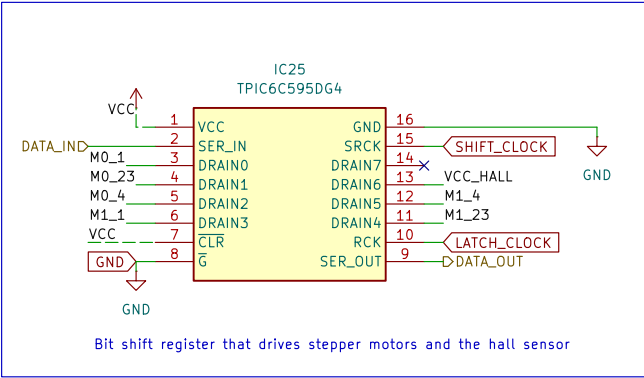 IC25
TPIC6C595DG4
VCC
1 VCC GND 16
DATA_IN 2 SER_IN SRCK 15 SHIFT_CLOCK
M0_1 3 DRAIN0 DRAIN7 14
M0_23 4 DRAIN1 DRAIN6 13 VCC_HALL
M0_4 5 DRAIN2 DRAIN5 12 M1_4
M1_1 6 DRAIN3 DRAIN4 11 M1_23
VCC 7 CLR RCK 10 LATCH_CLOCK
GND 8 G SER_OUT 9 DATA_OUT
GND
GND
Bit shift register that drives stepper motors and the hall sensor